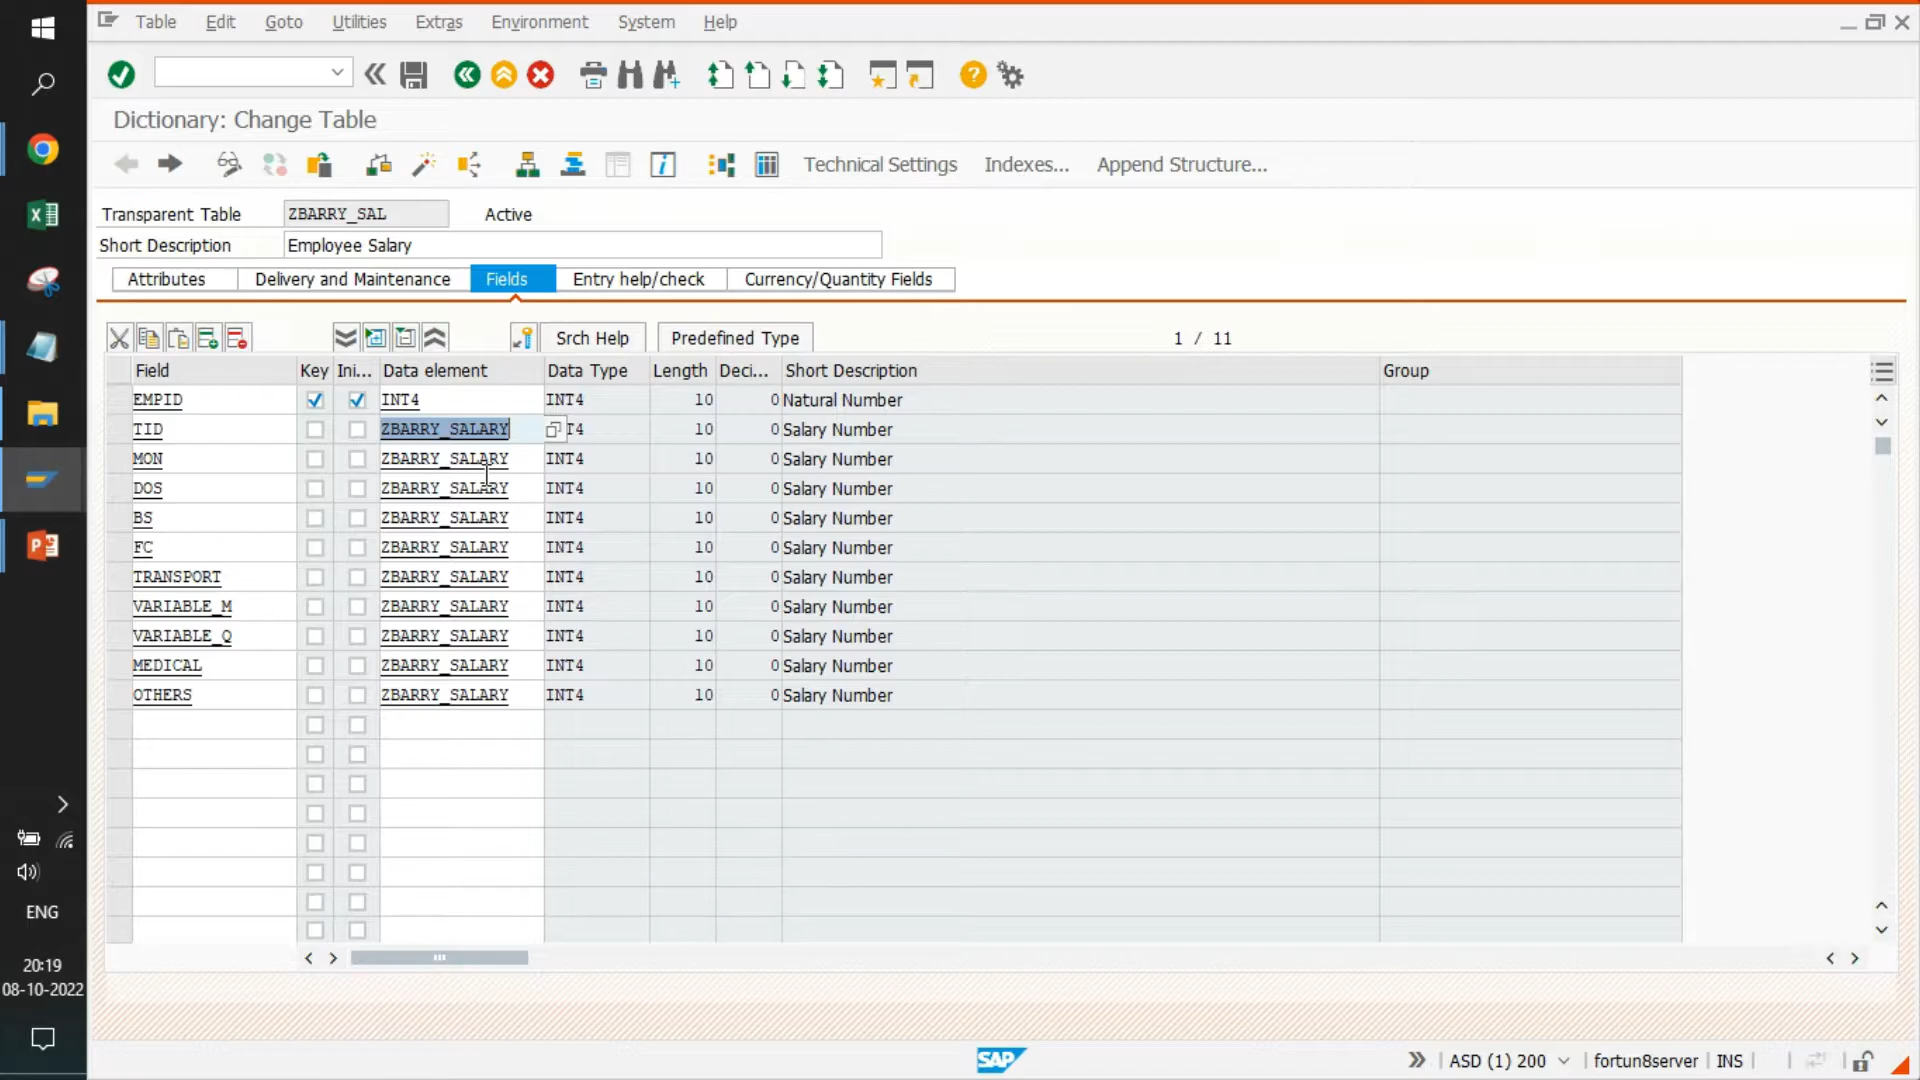 Table Edit Goto Utilities Extras Environment System Help
Dictionary: Change Table
Technical Settings Indexes... Append Structure...
Transparent Table ZBARRY_SAL Active
Short Description Employee Salary
Attributes Delivery and Maintenance Fields Entry help/check Currency/Quantity Fields
Srch Help Predefined Type 1 / 11
Field Key Ini... Data element Data Type Length Deci... Short Description Group
EMPID INT4 INT4 10 0 Natural Number
TID ZBARRY_SALARY T4 10 0 Salary Number
MON ZBARRY_SALARY INT4 10 0 Salary Number
DOS ZBARRY_SALARY INT4 10 0 Salary Number
BS ZBARRY_SALARY INT4 10 0 Salary Number
FC ZBARRY_SALARY INT4 10 0 Salary Number
TRANSPORT ZBARRY_SALARY INT4 10 0 Salary Number
VARIABLE_M ZBARRY_SALARY INT4 10 0 Salary Number
VARIABLE_Q ZBARRY_SALARY INT4 10 0 Salary Number
MEDICAL ZBARRY_SALARY INT4 10 0 Salary Number
OTHERS ZBARRY_SALARY INT4 10 0 Salary Number
ENG
20:19
08-10-2022
SAP ASD (1) 200 fortun8server INS